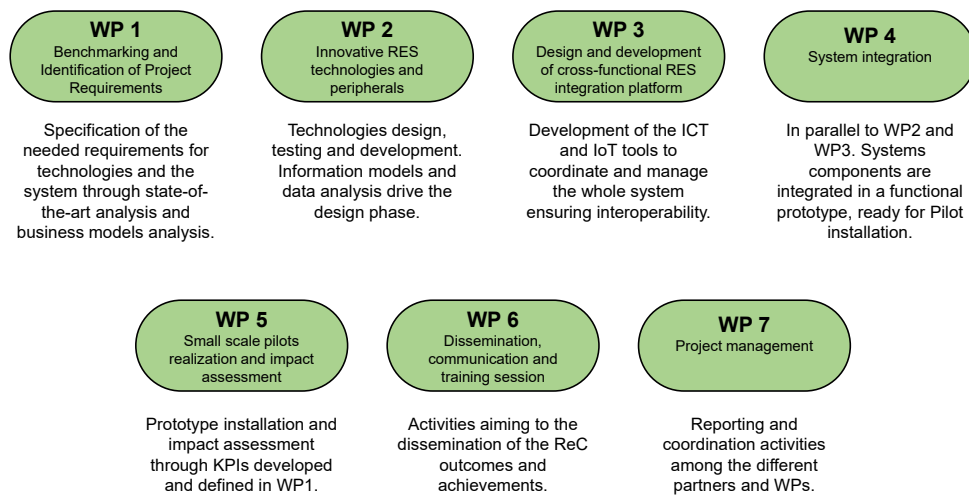 WP 1
Benchmarking and
Identification of Project
Requirements
Specification of the
needed requirements for
technologies and the
system through state-of-
the-art analysis and
business models analysis.
WP 2
Innovative RES
technologies and
peripherals
Technologies design,
testing and development.
Information models and
data analysis drive the
design phase.
WP 3
Design and development
of cross-functional RES
integration platform
Development of the ICT
and IoT tools to
coordinate and manage
the whole system
ensuring interoperability.
WP 4
System integration
In parallel to WP2 and
WP3. Systems
components are
integrated in a functional
prototype, ready for Pilot
installation.
WP 5
Small scale pilots
realization and impact
assessment
Prototype installation and
impact assessment
through KPIs developed
and defined in WP1.
WP 6
Dissemination,
communication and
training session
Activities aiming to the
dissemination of the ReC
outcomes and
achievements.
WP 7
Project management
Reporting and
coordination activities
among the different
partners and WPs.